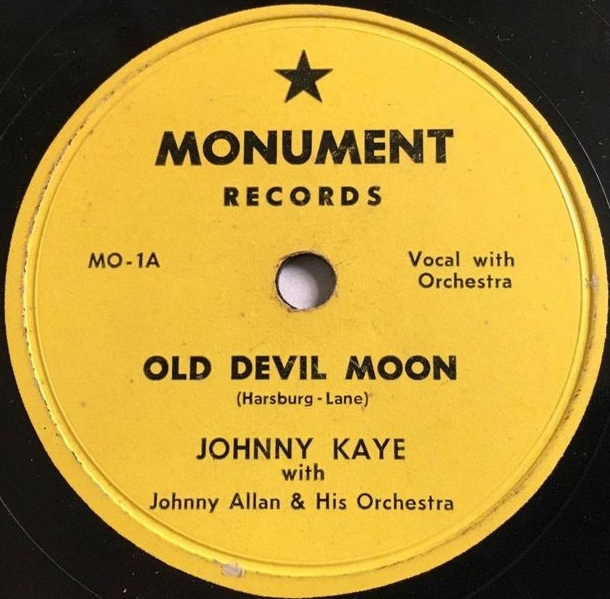 MONUMENT
RECORDS
MO-1A
Vocal with
Orchestra
OLD DEVIL MOON
(Harsburg-Lane)
JOHNNY KAYE
with
Johnny Allan & His Orchestra